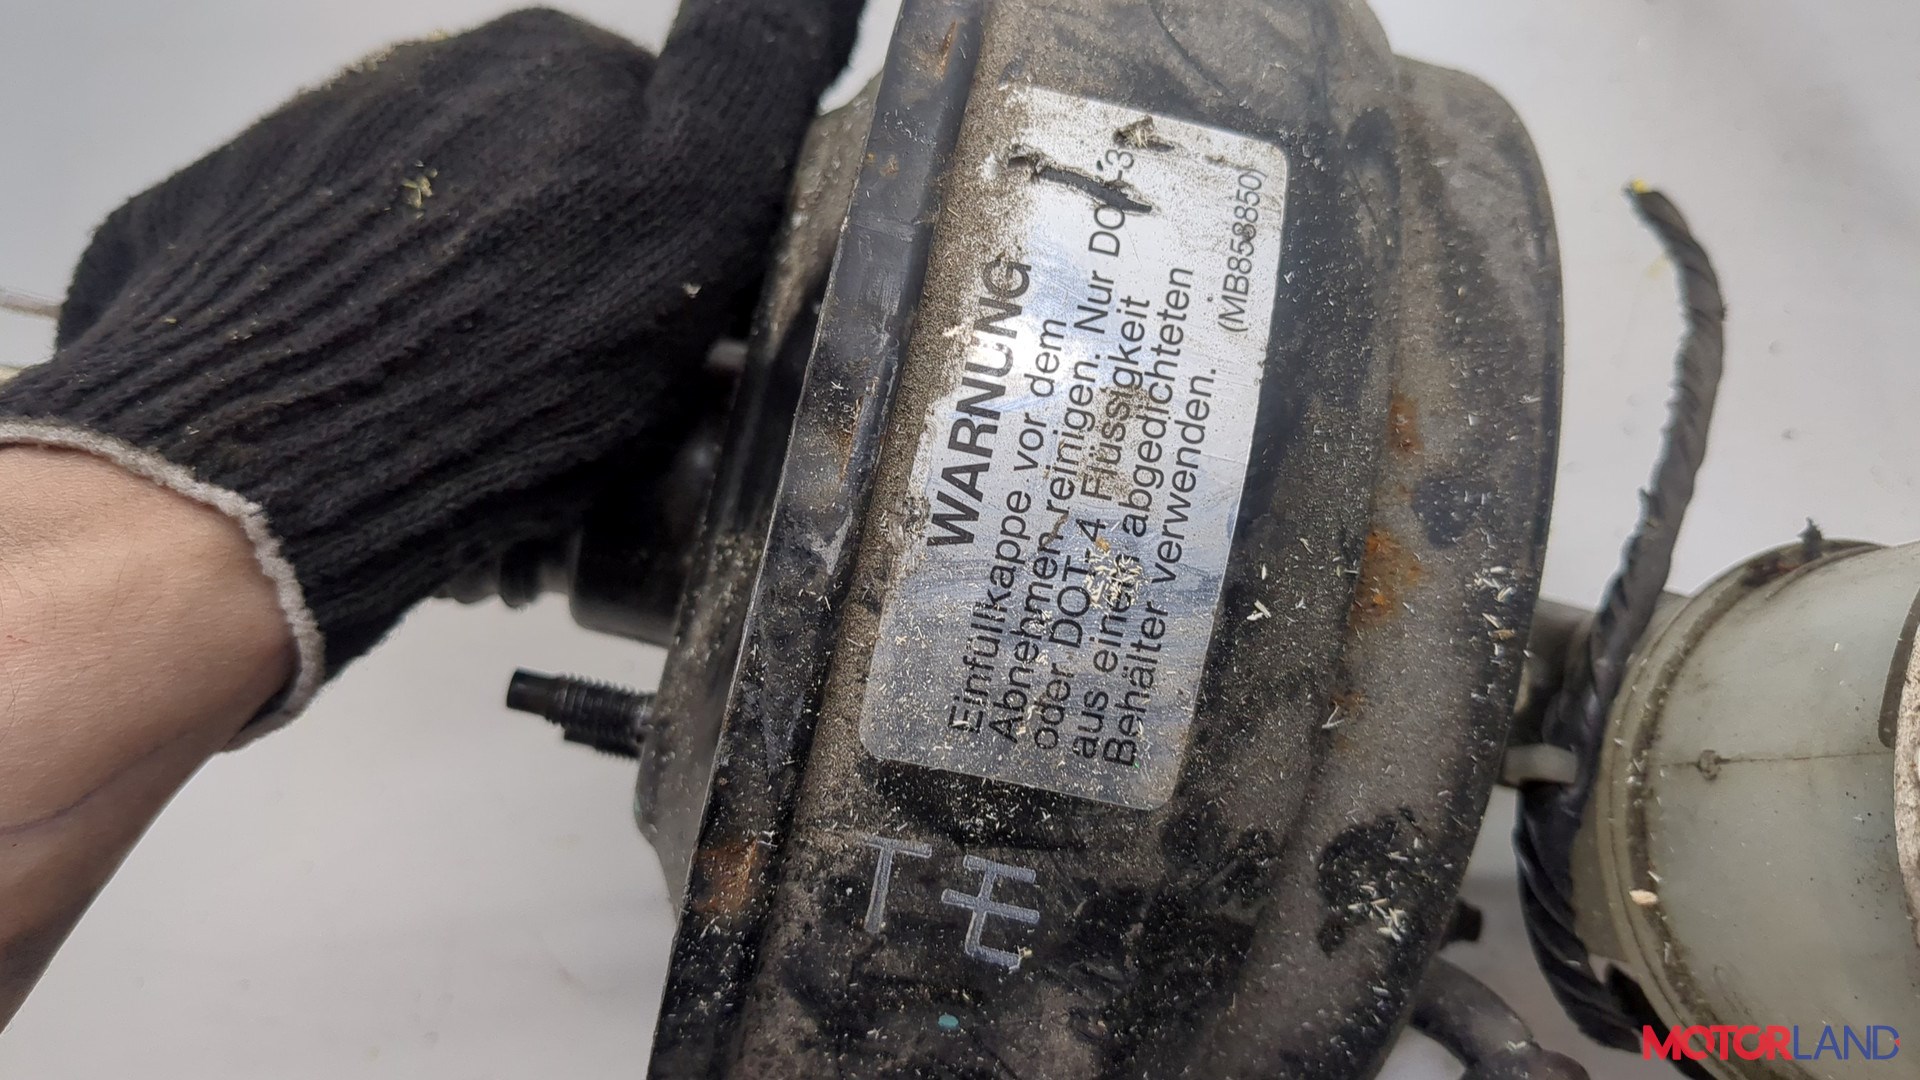 WARNUNG
Einfüllkappe vor dem
Abnehmen reinigen. Nur DOT-3
oder DOT-4 Flüssigkeit
aus einem abgedichteten
Behälter verwenden.
(MB858850)
MOTORLAND